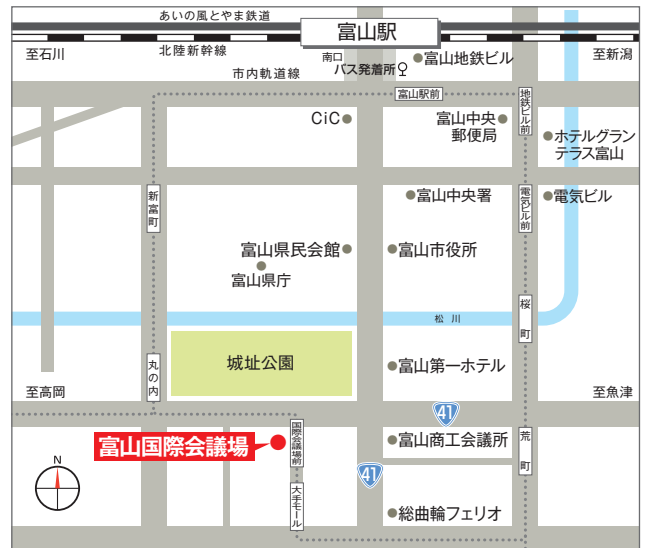 あいの風とやま鉄道
富山駅
至石川
北陸新幹線
南口
バス発着所
富山地鉄ビル
至新潟
市内軌道線
富山駅前
地鉄ビル前
CiC
富山中央
郵便局
ホテルグラン
テラス富山
新富町
富山中央署
電気ビル前
電気ビル
富山県民会館
富山市役所
富山県庁
桜町
松川
丸の内
城址公園
富山第一ホテル
至高岡
至魚津
41
富山国際会議場
国際会議場前
富山商工会議所
荒町
N
41
大手モール
総曲輪フェリオ